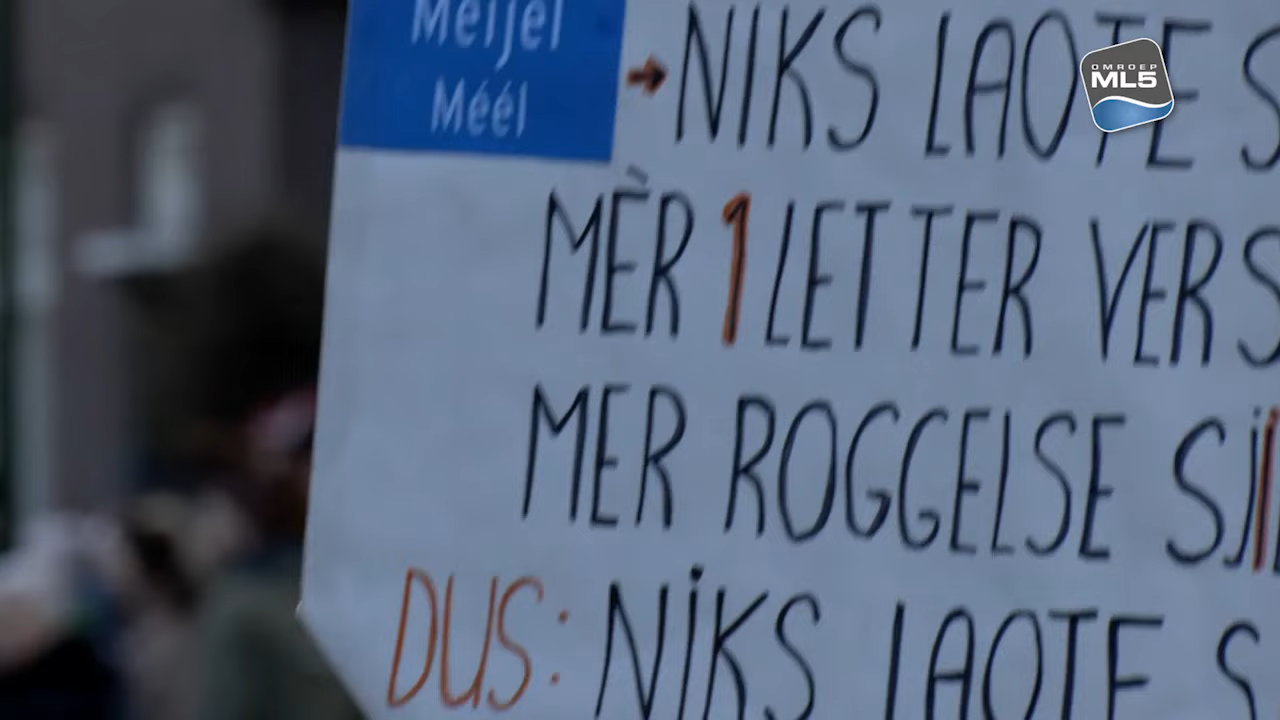 Meijel
Méél
→NIKS LAOTE S
MÈR 1 LETTER VERS
MER ROGGELSE
DUS: NIKS LAOTE S
OMROEP
ML5